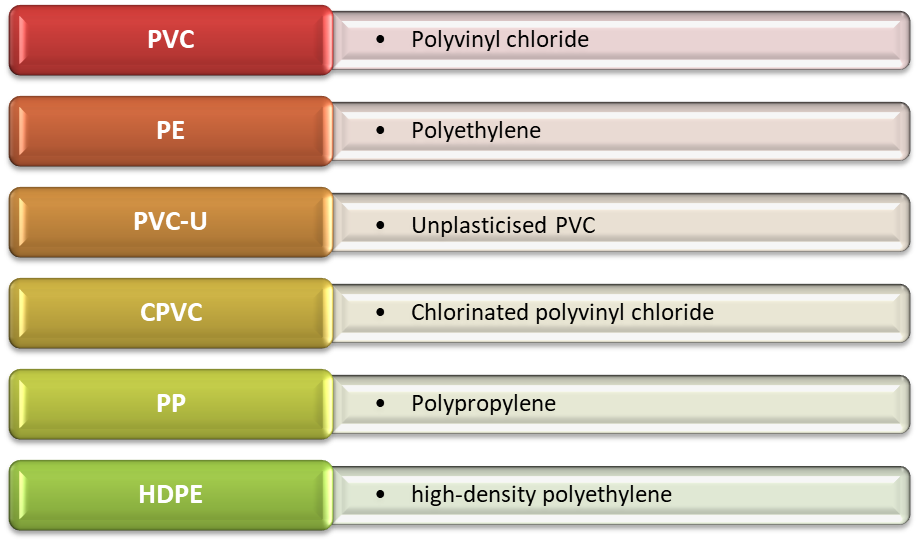 PVC
• Polyvinyl chloride
PE
• Polyethylene
PVC-U
• Unplasticised PVC
CPVC
• Chlorinated polyvinyl chloride
PP
• Polypropylene
HDPE
• high-density polyethylene